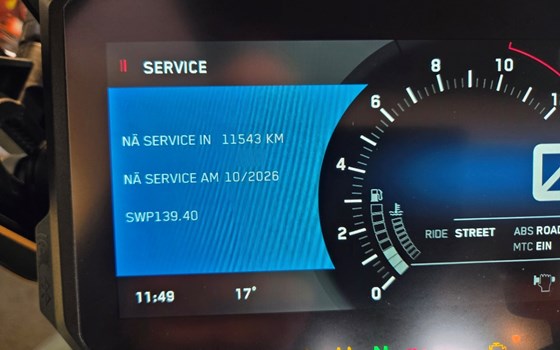 SERVICE
NÄ SERVICE IN 11543 KM
NÄ SERVICE AM 10/2026
SWP139.40
11:49 17°
10
8
6
4
2
0
RIDE STREET
ABS ROAD
MTC EIN